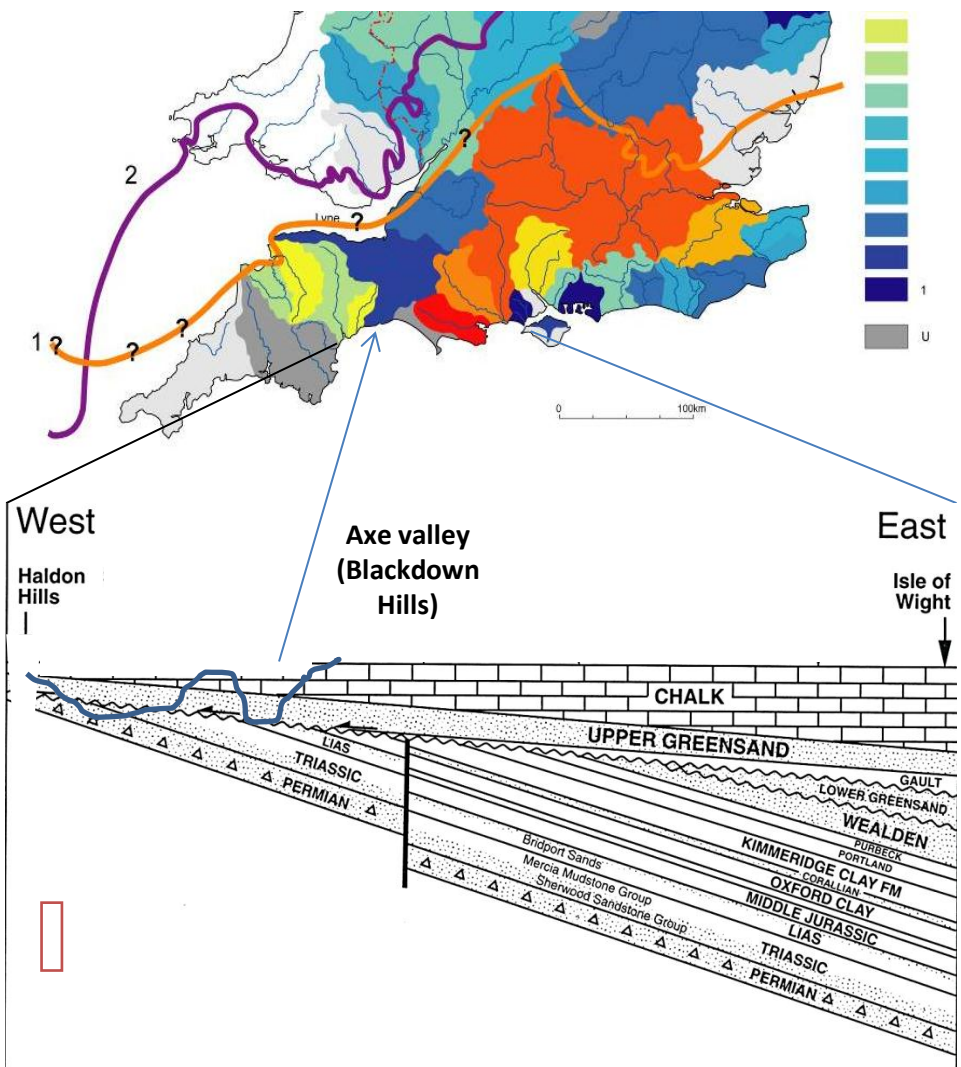 2
?
Lyne
?
1
U
1
?
?
?
0
100km
West
East
Haldon
Hills
Axe valley
(Blackdown
Hills)
Isle of
Wight
CHALK
UPPER GREENSAND
GAULT
LOWER GREENSAND
WEALDEN
PURBECK
PORTLAND
KIMMERIDGE CLAY FM
CORALLIAN
OXFORD CLAY
MIDDLE JURASSIC
LIAS
TRIASSIC
PERMIAN
LIAS
TRIASSIC
PERMIAN
Bridport Sands
Mercia Mudstone Group
Sherwood Sandstone Group